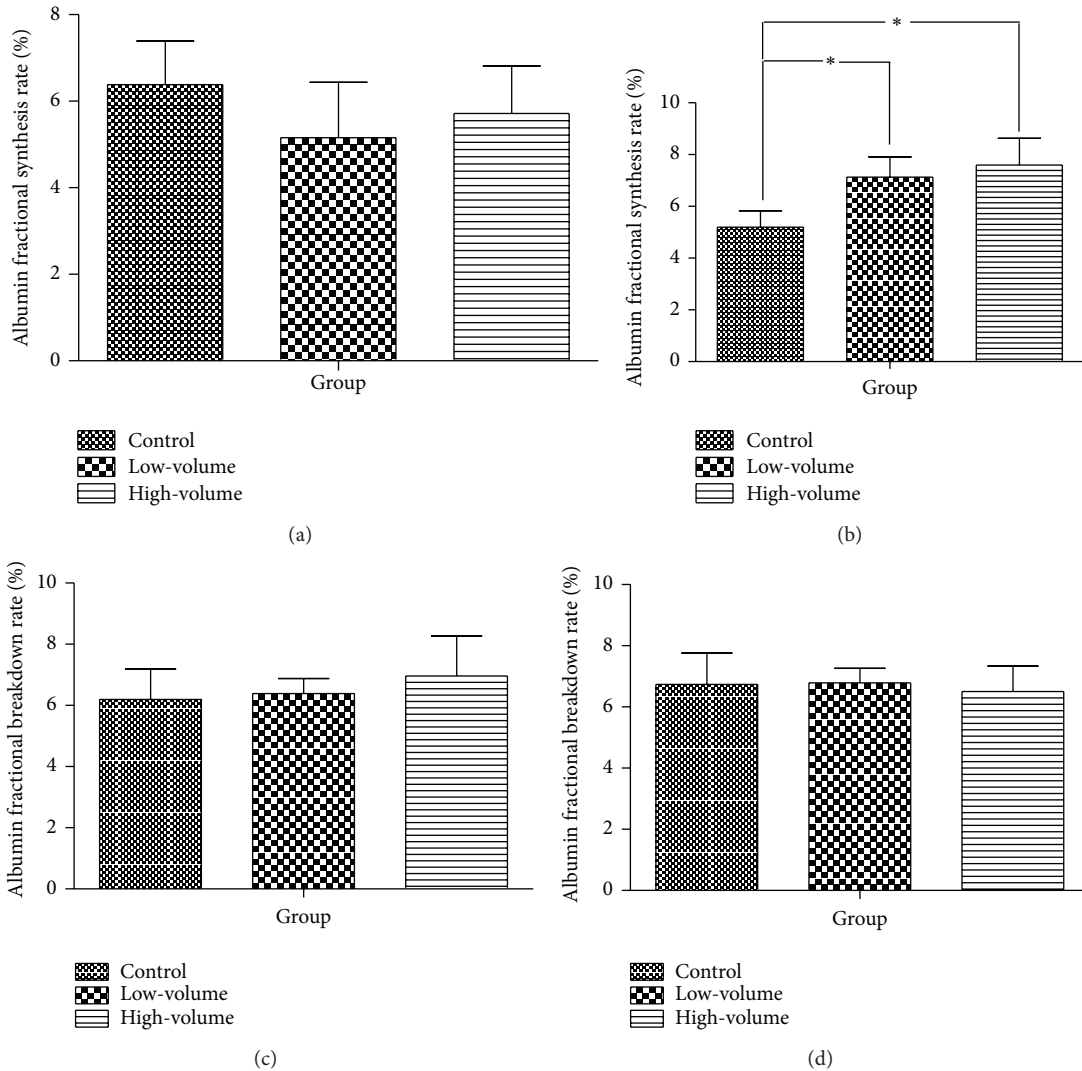 Albumin fractional synthesis rate (%)
8
6
4
2
0
Group
Control
Low-volume
High-volume
(a)
Albumin fractional synthesis rate (%)
10
8
6
4
2
0
*
*
Group
Control
Low-volume
High-volume
(b)
Albumin fractional breakdown rate (%)
10
8
6
4
2
0
Group
Control
Low-volume
High-volume
(c)
Albumin fractional breakdown rate (%)
10
8
6
4
2
0
Group
Control
Low-volume
High-volume
(d)